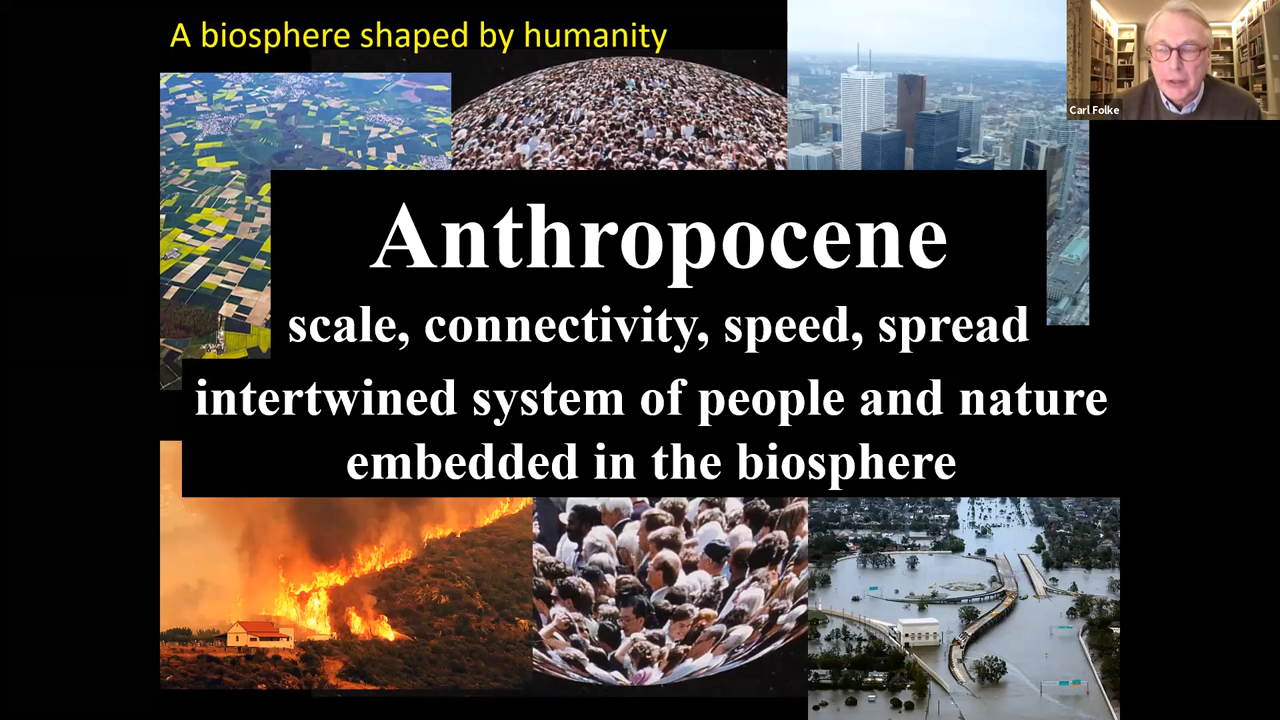 A biosphere shaped by humanity
Carl Folke
Anthropocene
scale, connectivity, speed, spread
intertwined system of people and nature
embedded in the biosphere